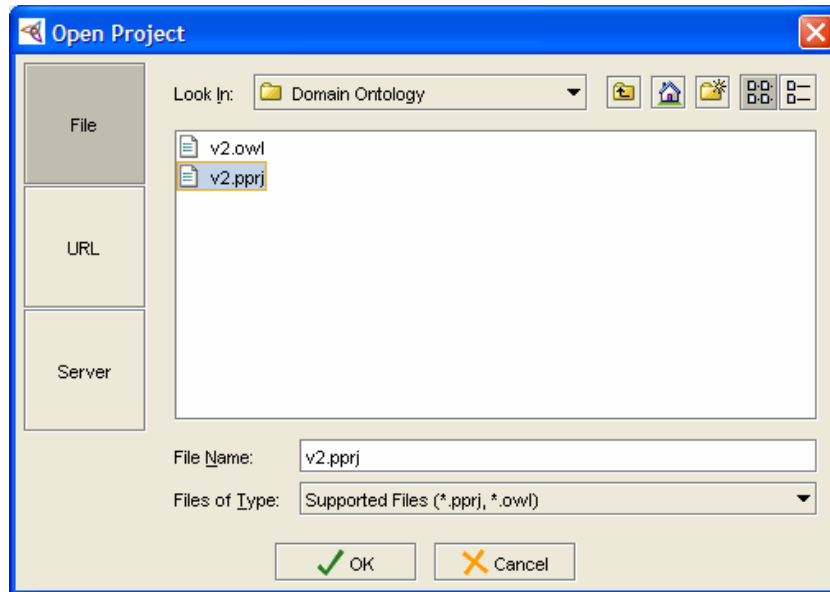 Open Project
File
URL
Server
Look In: Domain Ontology
v2.owl
v2.pprj
File Name: v2.pprj
Files of Type: Supported Files (*.pprj, *.owl)
OK Cancel